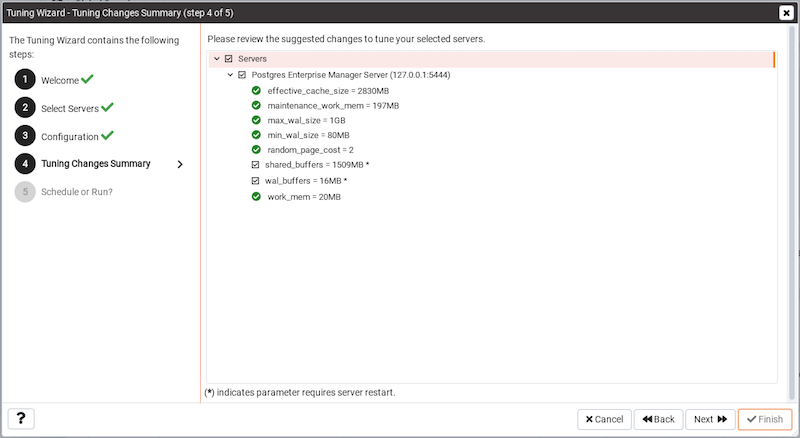 Tuning Wizard - Tuning Changes Summary (step 4 of 5)
The Tuning Wizard contains the following
steps:
1 Welcome
2 Select Servers
3 Configuration
4 Tuning Changes Summary
5 Schedule or Run?
Please review the suggested changes to tune your selected servers.
Servers
Postgres Enterprise Manager Server (127.0.0.1:5444)
effective_cache_size = 2830MB
maintenance_work_mem = 197MB
max_wal_size = 1GB
min_wal_size = 80MB
random_page_cost = 2
shared_buffers = 1509MB *
wal_buffers = 16MB *
work_mem = 20MB
(*) indicates parameter requires server restart.
? Cancel Back Next Finish